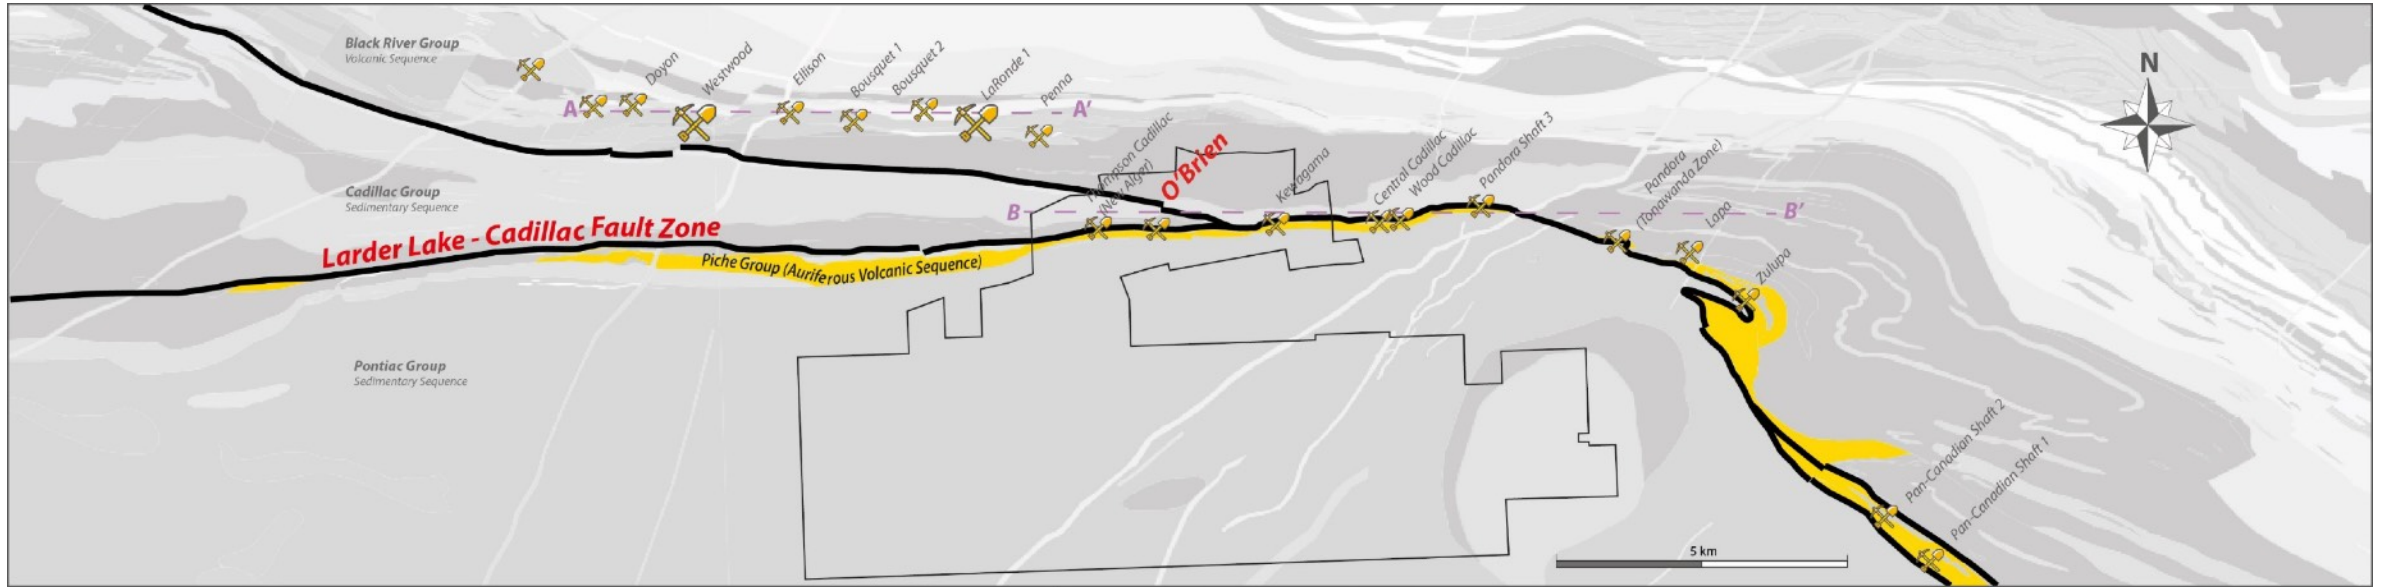 Black River Group
Volcanic Sequence
N
Doyon
Westwood
Ellison
Bousquet 1
Bousquet 2
LaRonde 1
Penna
A
A'
Cadillac Group
Sedimentary Sequence
Thompson Cadillac
(New Alger)
O'Brien
Kewagama
Central Cadillac
Wood Cadillac
Pandora Shaft 3
Pandora
(Tonawanda Zone)
Lapa
Zulupa
B
B'
Larder Lake - Cadillac Fault Zone
Piche Group (Auriferous Volcanic Sequence)
Pontiac Group
Sedimentary Sequence
Pan-Canadian Shaft 2
Pan-Canadian Shaft 1
5 km